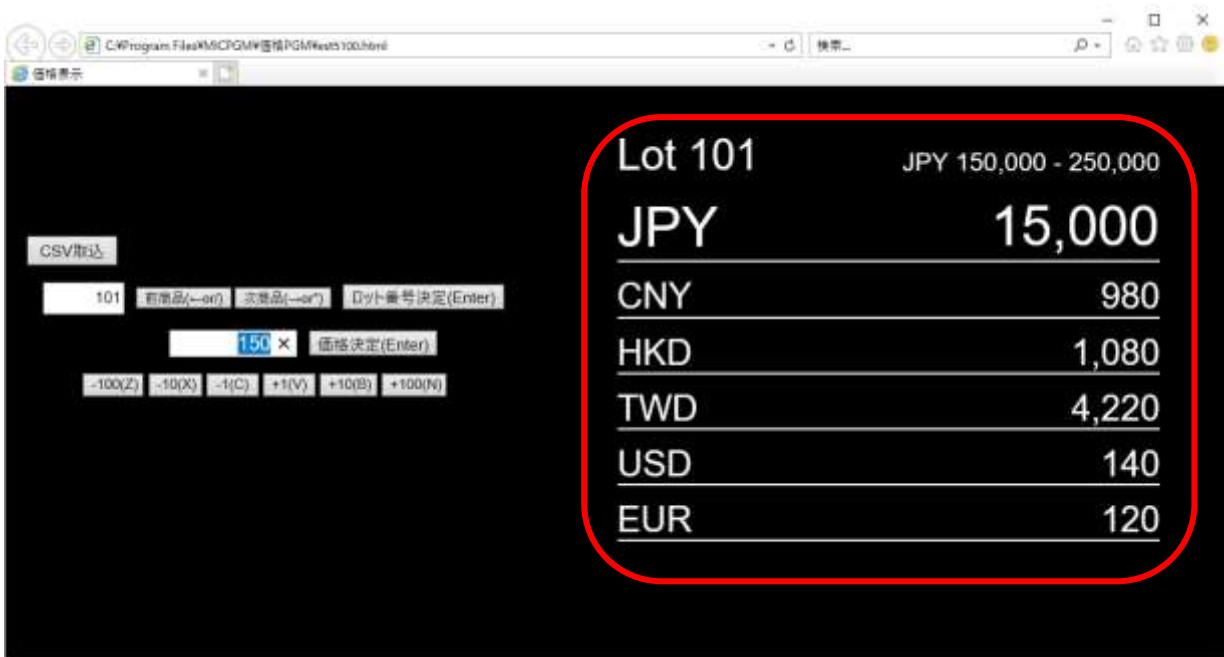 C:¥Program Files¥MICPGM¥価格PGM¥est5100.html
検索...
価格表示
Lot 101
JPY 150,000 - 250,000
JPY 15,000
CSV取込
CNY 980
101 前商品(←or/) 次商品(→or*) ロット番号決定(Enter)
150 × 価格決定(Enter)
HKD 1,080
-100(Z) -10(X) -1(C) +1(V) +10(B) +100(N)
TWD 4,220
USD 140
EUR 120